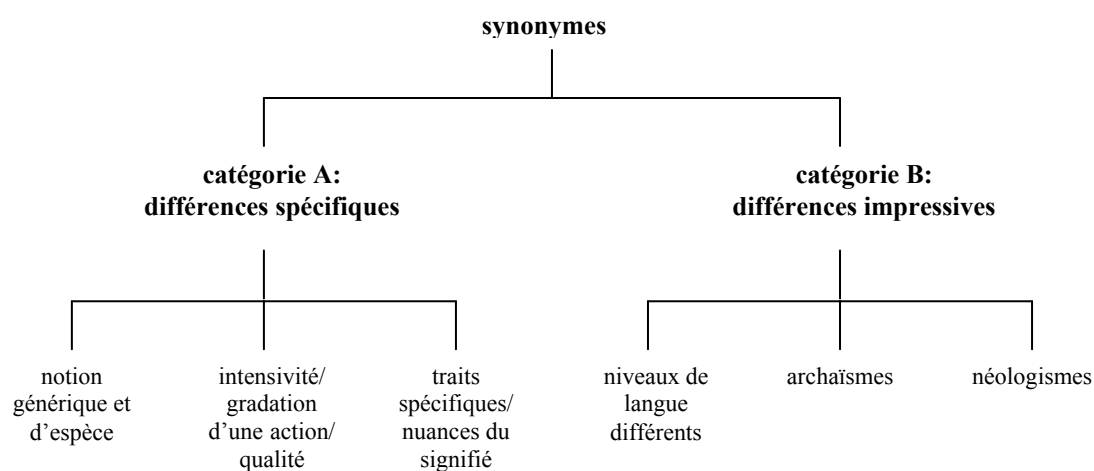 synonymes
catégorie A:
différences spécifiques
catégorie B:
différences impressives
notion
générique et
d’espèce
intensivité/
gradation
d’une action/
qualité
traits
spécifiques/
nuances du
signifié
niveaux de
langue
différents
archaïsmes
néologismes